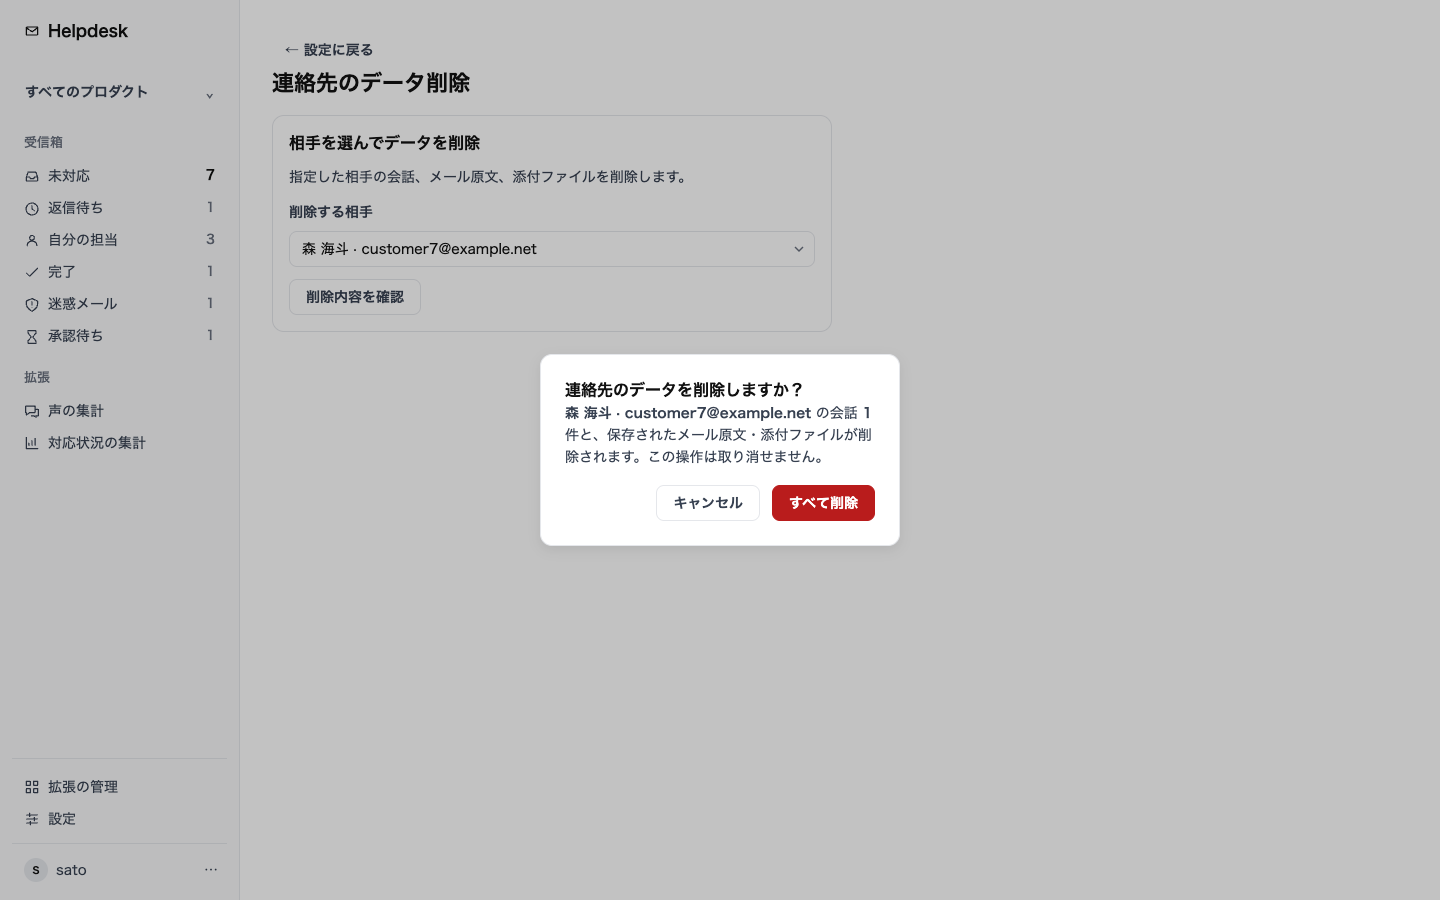 Helpdesk
すべてのプロダクト
受信箱
未対応 7
返信待ち 1
自分の担当 3
完了 1
迷惑メール 1
承認待ち 1
拡張
声の集計
対応状況の集計
拡張の管理
設定
S sato ...
← 設定に戻る
連絡先のデータ削除
相手を選んでデータを削除
指定した相手の会話、メール原文、添付ファイルを削除します。
削除する相手
森 海斗 · customer7@example.net
削除内容を確認
連絡先のデータを削除しますか？
森 海斗 · customer7@example.net の会話 1
件と、保存されたメール原文・添付ファイルが削
除されます。この操作は取り消せません。
キャンセル すべて削除